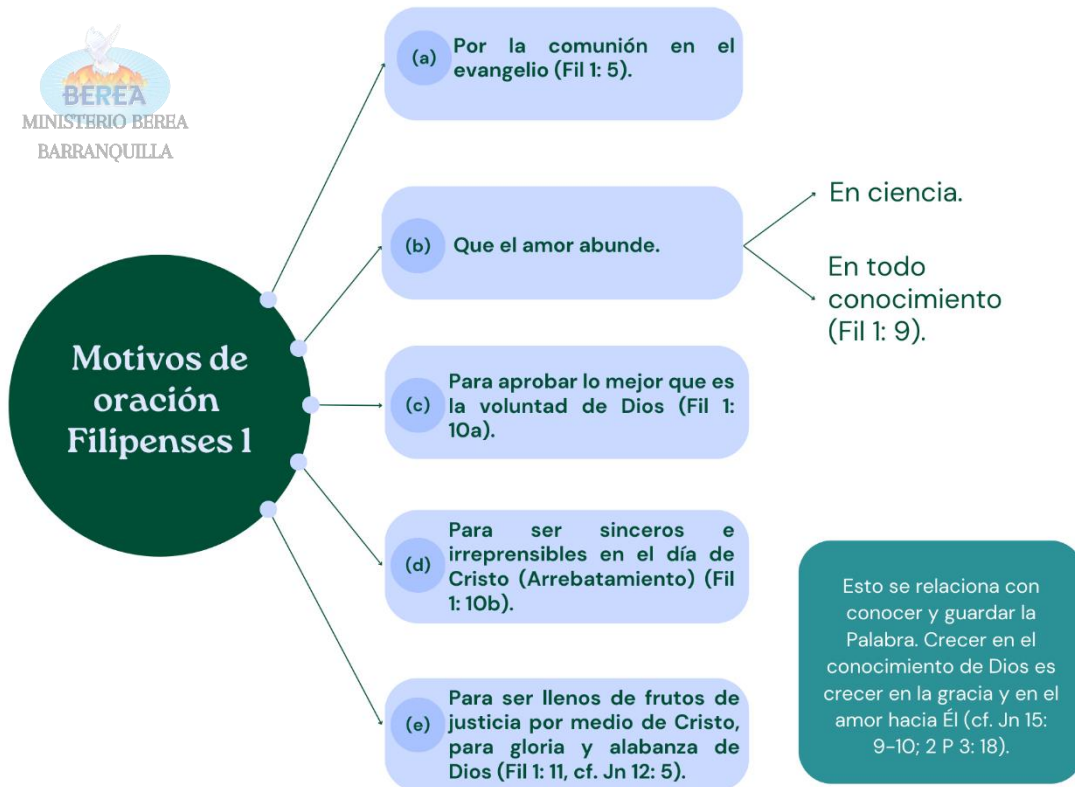 BEREA
MINISTERIO BEREA
BARRANQUILLA
Motivos de
oración
Filipenses 1
(a)
Por la comunión en el
evangelio (Fil 1: 5).
(b)
Que el amor abunde.
En ciencia.
En todo
conocimiento
(Fil 1: 9).
(c)
Para aprobar lo mejor que es
la voluntad de Dios (Fil 1:
10a).
(d)
Para ser sinceros e
irreprensibles en el día de
Cristo (Arrebatamiento) (Fil
1: 10b).
(e)
Para ser llenos de frutos de
justicia por medio de Cristo,
para gloria y alabanza de
Dios (Fil 1: 11, cf. Jn 12: 5).
Esto se relaciona con
conocer y guardar la
Palabra. Crecer en el
conocimiento de Dios es
crecer en la gracia y en el
amor hacia Él (cf. Jn 15:
9-10; 2 P 3: 18).